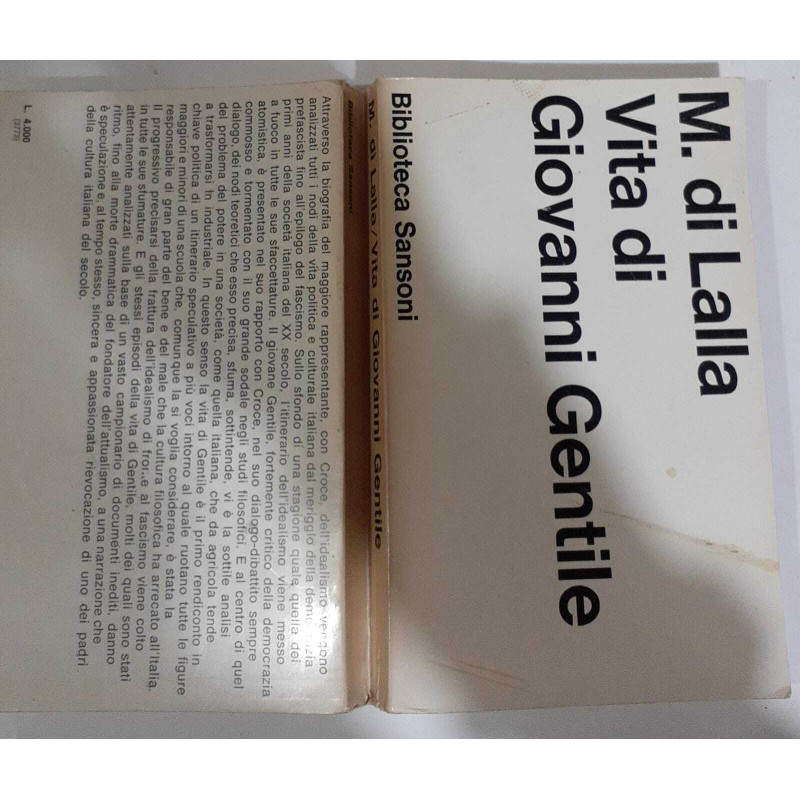 M. di Lalla
Vita di
Giovanni Gentile
Biblioteca Sansoni
M. di Lalla / Vita di Giovanni Gentile
Biblioteca Sansoni
Attraverso la biografia del maggiore rappresentante, con Croce, dell'idealismo vengono
analizzati tutti i nodi della vita politica e culturale italiana dal meriggio della democrazia
prefascista fino all'epilogo del fascismo. Sullo sfondo di una stagione quale quella dei
primi anni della società italiana del XX secolo, l'itinerario dell'idealismo viene messo
a fuoco in tutte le sue sfaccettature. Il giovane Gentile, fortemente critico della democrazia
atomistica, è presentato nel suo rapporto con Croce, nel suo dialogo-dibattito sempre
commosso e tormentato con il suo grande sodale negli studi filosofici. E al centro di quel
dialogo, dei nodi teoretici che esso precisa, sfuma, sottintende, vi è la sottile analisi
del problema del potere in una società, come quella italiana, che da agricola tende
a trasformarsi in industriale. In questo senso la vita di Gentile è il primo rendiconto in
chiave politica di un itinerario speculativo a più voci intorno al quale ruotano tutte le figure
maggiori e minori di una scuola che, comunque la si voglia considerare, è stata la
responsabile di gran parte del bene e del male che la cultura filosofica ha arrecato all'Italia.
Il progressivo precisarsi della frattura dell'idealismo di fronte al fascismo viene colto
in tutte le sue sfumature. E gli stessi episodi della vita di Gentile, molti dei quali sono stati
attentamente analizzati sulla base di un vasto campionario di documenti inediti, danno
ritmo, fino alla morte drammatica del fondatore dell'attualismo, a una narrazione che
è speculazione e, al tempo stesso, sincera e appassionata rievocazione di uno dei padri
della cultura italiana del secolo.
L. 4.000